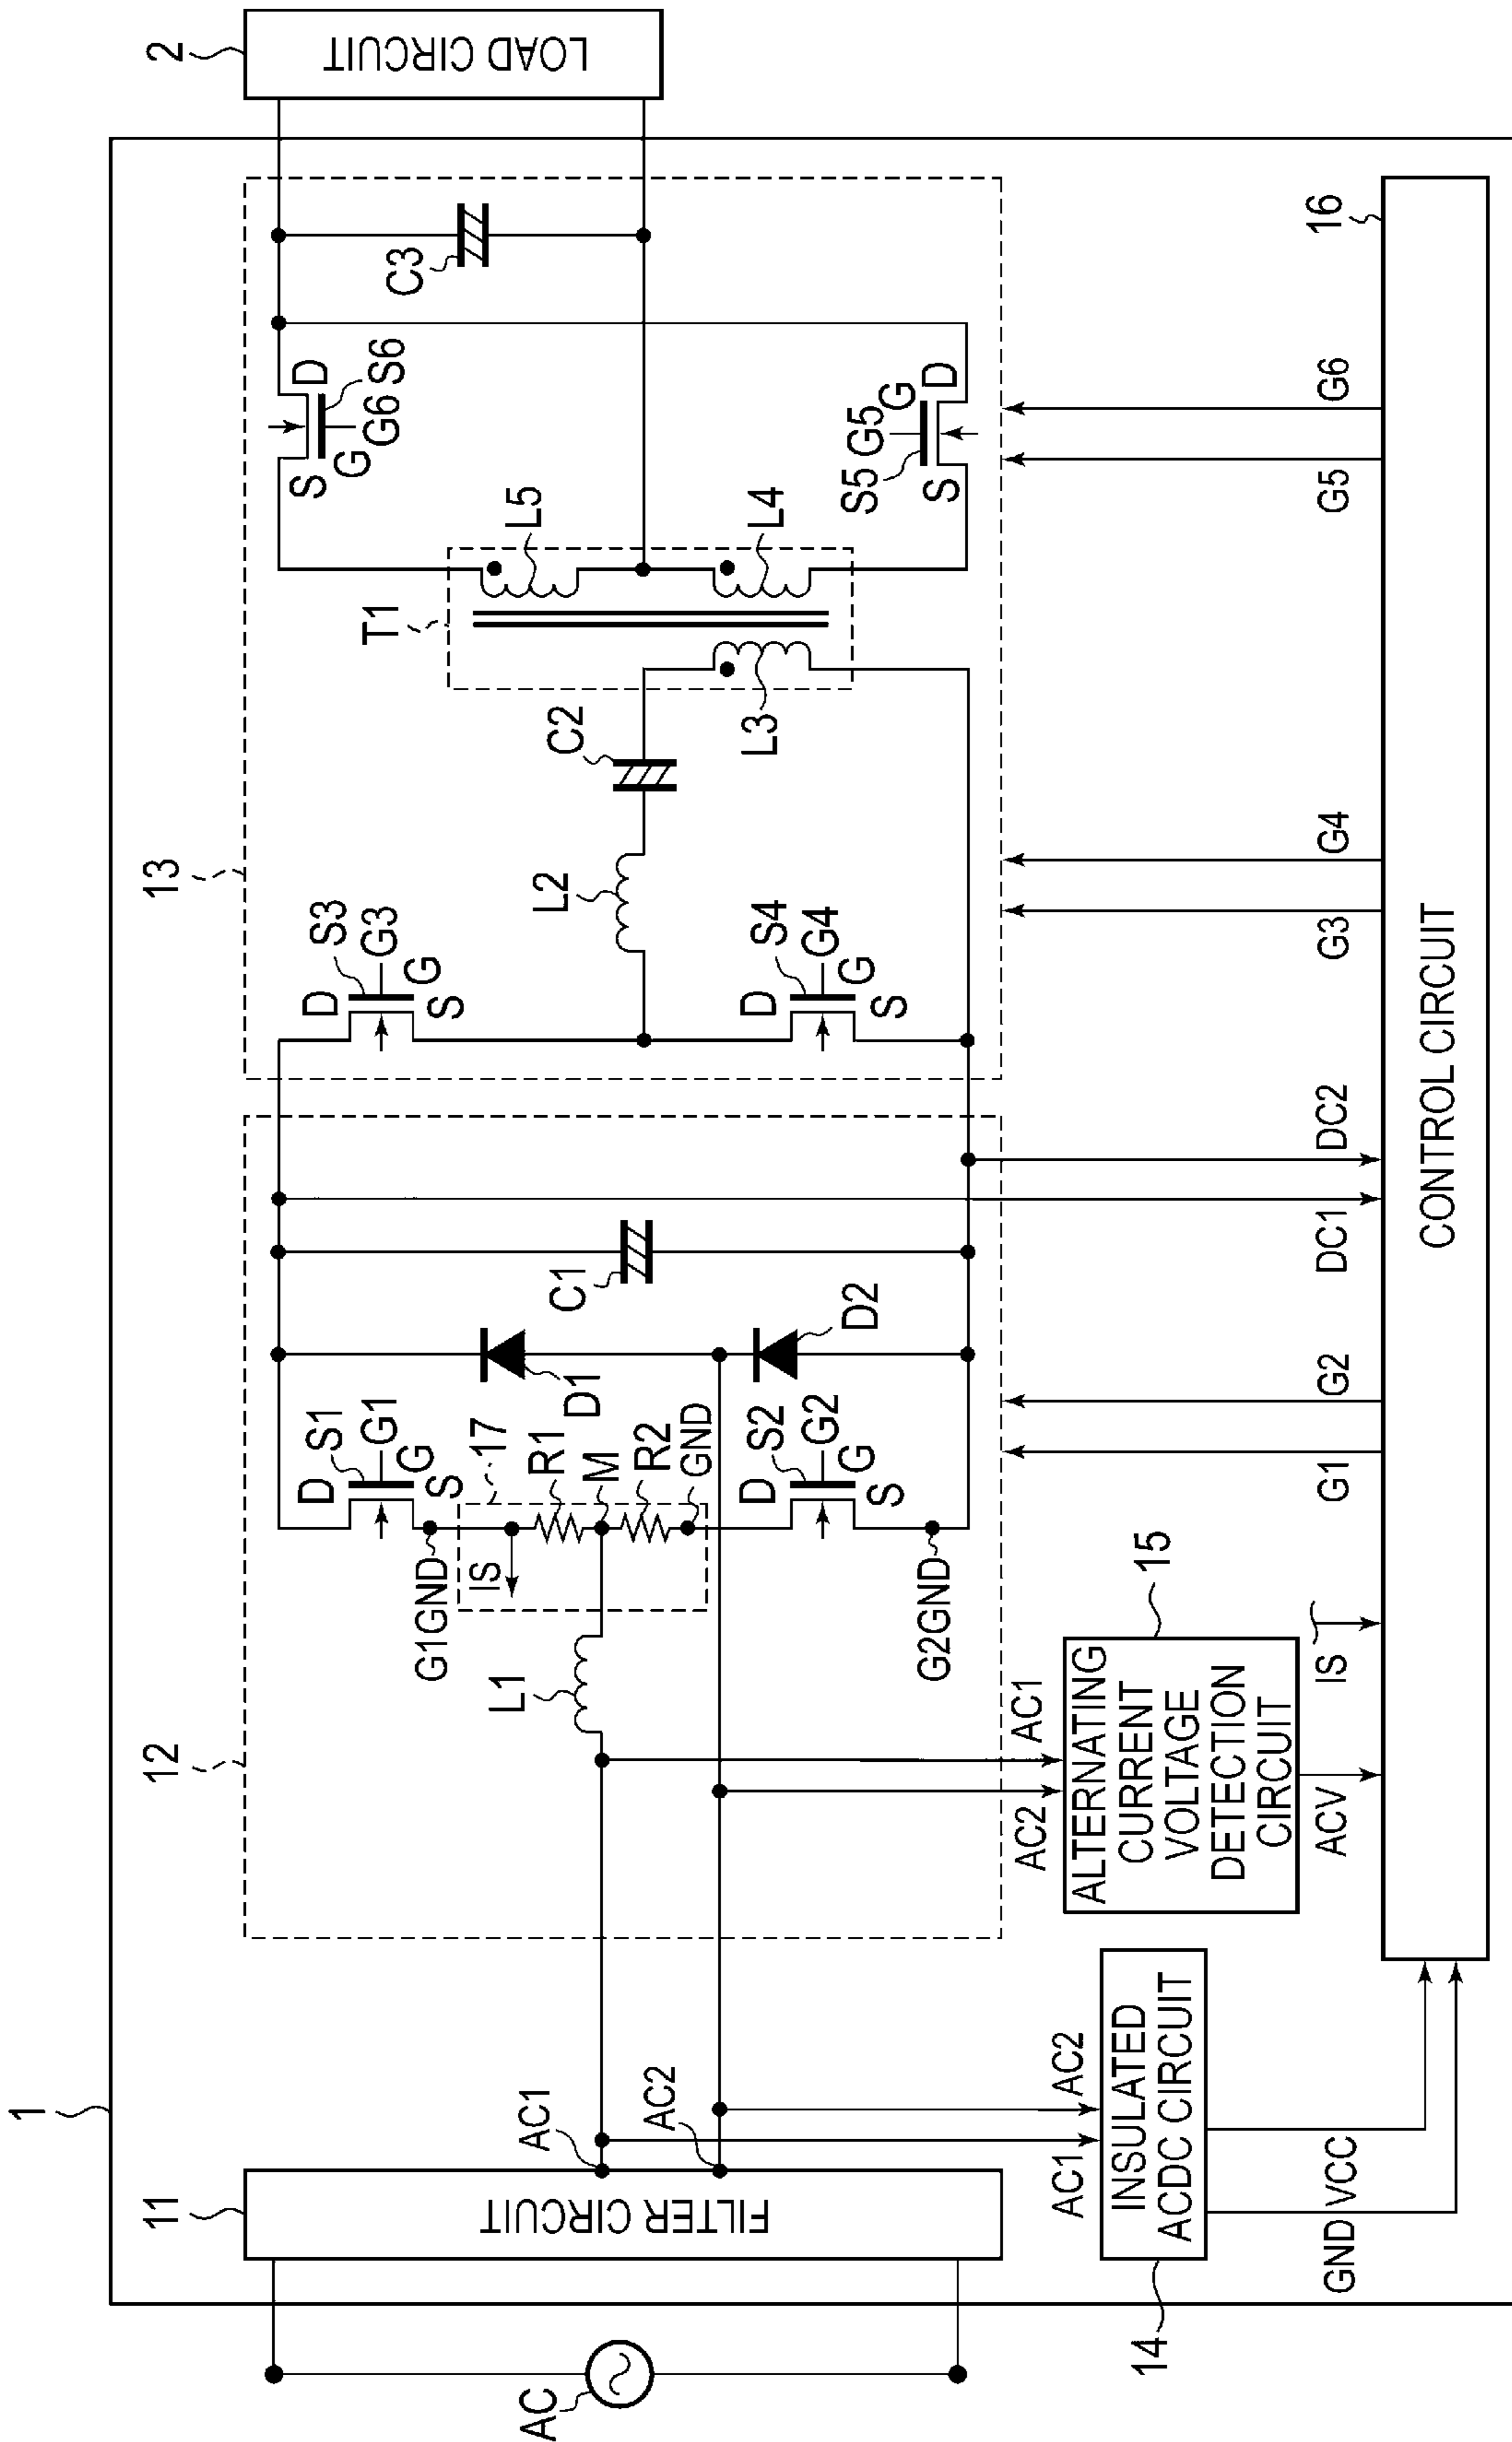 1
2
LOAD CIRCUIT
11
FILTER CIRCUIT
AC
AC1
AC2
12
L1
G1GND
D
S1
G1
G
S
17
IS
R1
M
R2
GND
D
S2
G2
G
S
G2GND
D1
D2
C1
13
D
S3
G3
G
S
D
S4
G4
G
S
L2
C2
T1
L3
L5
L4
S
G
G6
S6
D
S5
G5
G
S
D
C3
AC1
AC2
14
INSULATED
ACDC CIRCUIT
GND
VCC
AC2
AC1
15
ALTERNATING
CURRENT
VOLTAGE
DETECTION
CIRCUIT
ACV
IS
G1
G2
DC1
DC2
G3
G4
G5
G6
16
CONTROL CIRCUIT